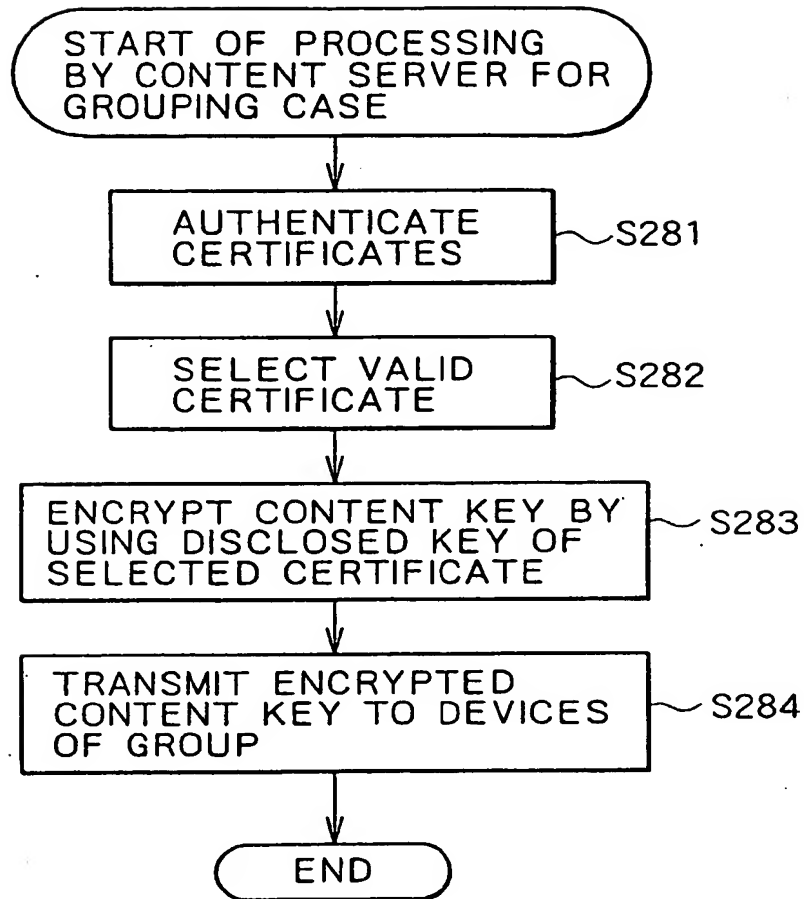 START OF PROCESSING
BY CONTENT SERVER FOR
GROUPING CASE
AUTHENTICATE
CERTIFICATES
S281
SELECT VALID
CERTIFICATE
S282
ENCRYPT CONTENT KEY BY
USING DISCLOSED KEY OF
SELECTED CERTIFICATE
S283
TRANSMIT ENCRYPTED
CONTENT KEY TO DEVICES
OF GROUP
S284
END